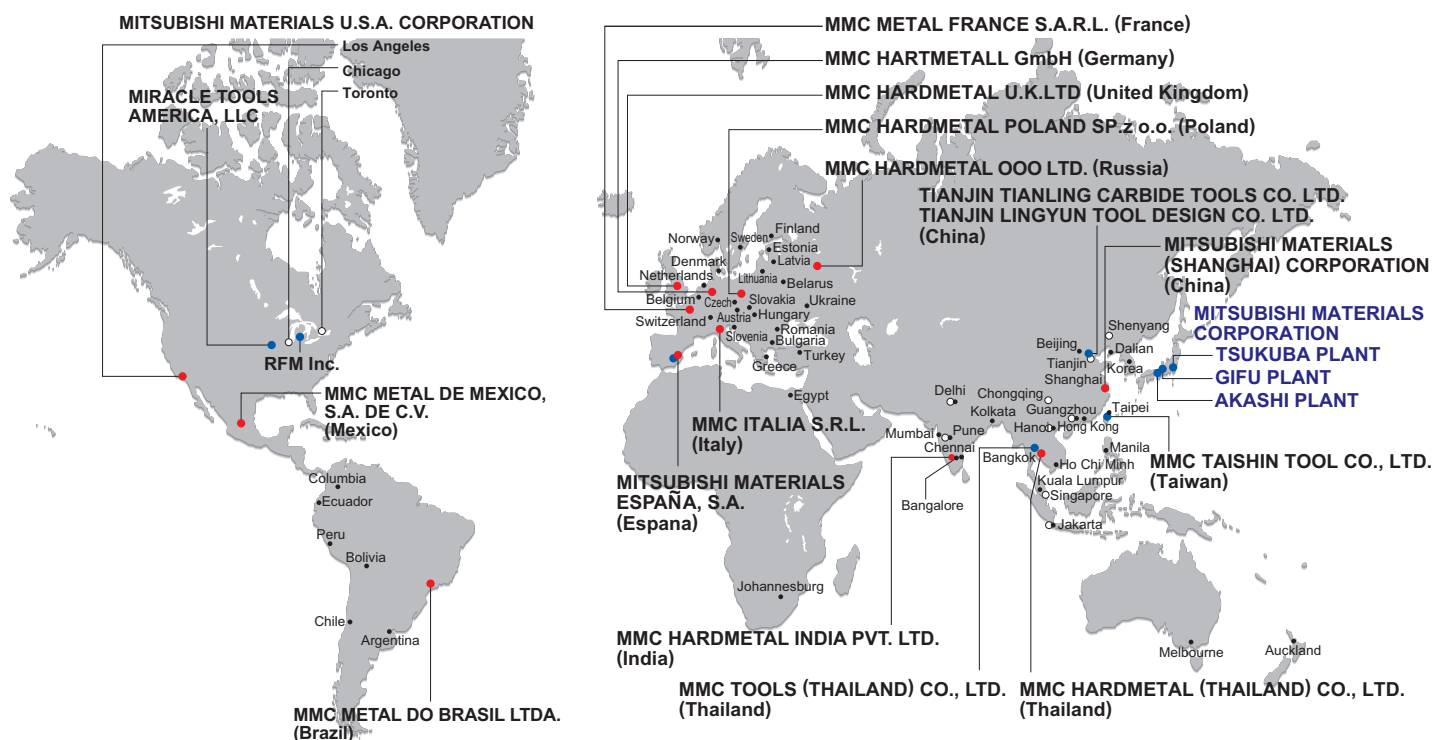 MITSUBISHI MATERIALS U.S.A. CORPORATION
Los Angeles
Chicago
Toronto
MIRACLE TOOLS
AMERICA, LLC
RFM Inc.
MMC METAL DE MEXICO,
S.A. DE C.V.
(Mexico)
Columbia
Ecuador
Peru
Bolivia
Chile
Argentina
MMC METAL DO BRASIL LTDA.
(Brazil)
MMC METAL FRANCE S.A.R.L. (France)
MMC HARTMETALL GmbH (Germany)
MMC HARDMETAL U.K.LTD (United Kingdom)
MMC HARDMETAL POLAND SP.z o.o. (Poland)
MMC HARDMETAL OOO LTD. (Russia)
TIANJIN TIANLING CARBIDE TOOLS CO. LTD.
TIANJIN LINGYUN TOOL DESIGN CO. LTD.
(China)
MITSUBISHI MATERIALS
(SHANGHAI) CORPORATION
(China)
MITSUBISHI MATERIALS
CORPORATION
TSUKUBA PLANT
GIFU PLANT
AKASHI PLANT
Norway
Sweden
Finland
Estonia
Latvia
Denmark
Lithuania
Netherlands
Belarus
Belgium
Czech
Slovakia
Ukraine
Switzerland
Austria
Hungary
Slovenia
Romania
Bulgaria
Greece
Turkey
Egypt
Shenyang
Beijing
Dalian
Tianjin
Korea
Shanghai
Delhi
Chongqing
Kolkata
Guangzhou
Taipei
Hanoi
Hong Kong
Mumbai
Pune
Chennai
Bangkok
Manila
Ho Chi Minh
Kuala Lumpur
Singapore
Bangalore
Jakarta
MMC ITALIA S.R.L.
(Italy)
MITSUBISHI MATERIALS
ESPAÑA, S.A.
(Espana)
MMC TAISHIN TOOL CO., LTD.
(Taiwan)
Johannesburg
MMC HARDMETAL INDIA PVT. LTD.
(India)
Melbourne
Auckland
MMC TOOLS (THAILAND) CO., LTD.
(Thailand)
MMC HARDMETAL (THAILAND) CO., LTD.
(Thailand)